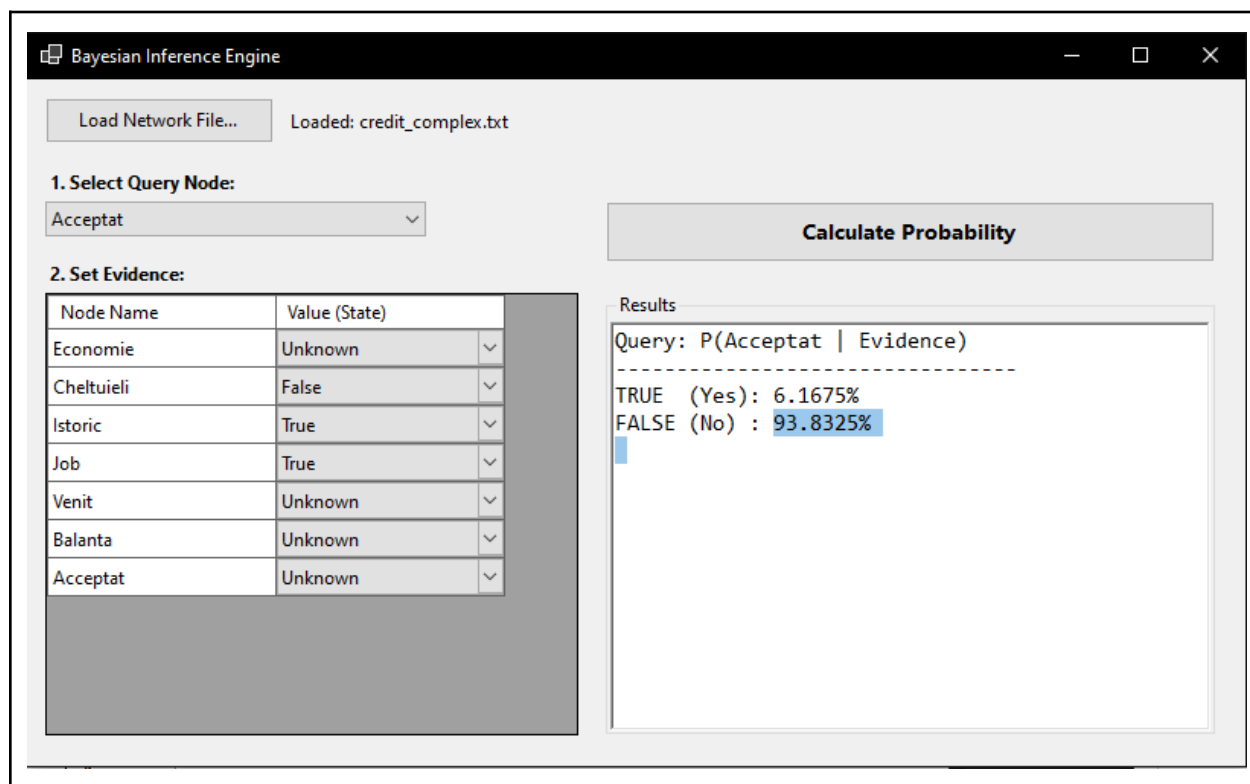 Bayesian Inference Engine
Load Network File... Loaded: credit_complex.txt
1. Select Query Node:
Acceptat
Calculate Probability
2. Set Evidence:
Node Name Value (State)
Economie Unknown
Cheltuieli False
Istoric True
Job True
Venit Unknown
Balanta Unknown
Acceptat Unknown
Results
Query: P(Acceptat | Evidence)
---------------------------------
TRUE (Yes): 6.1675%
FALSE (No) : 93.8325%